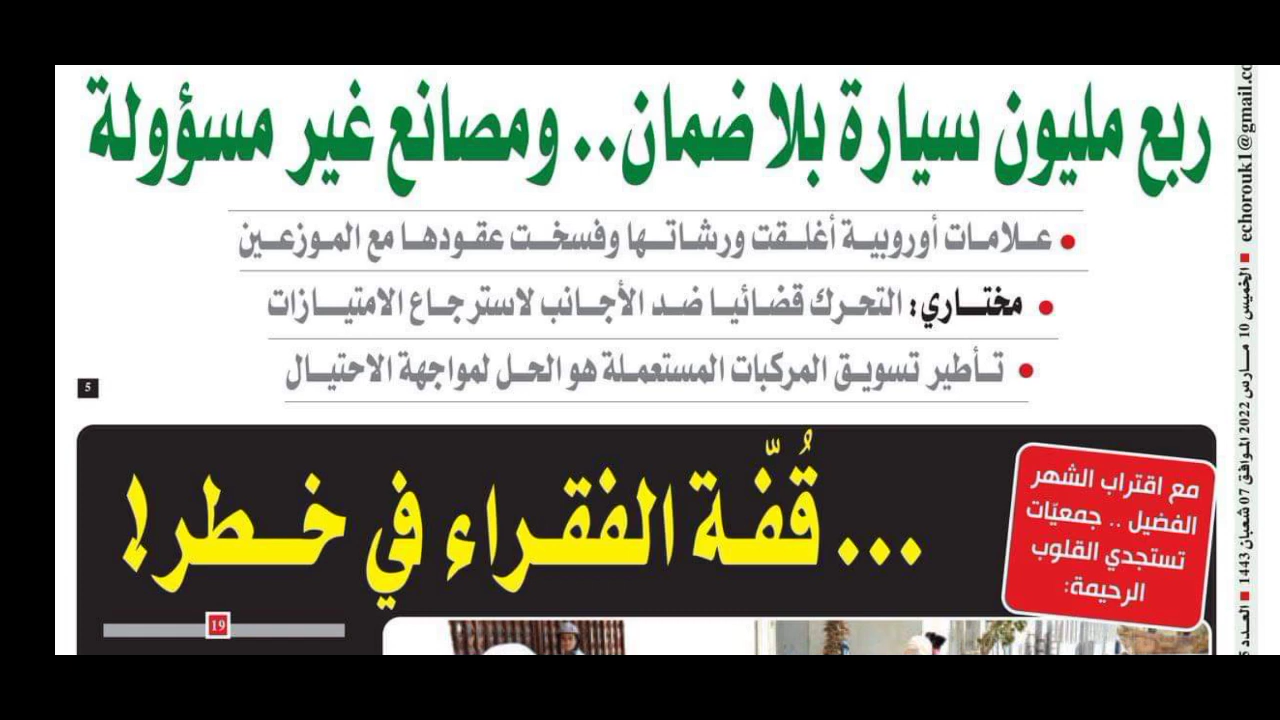 ربع مليون سيارة بلا ضمان.. ومصانع غير مسؤولة
علامات أوروبية أغلقت ورشاتها وفسخت عقودها مع الموزعين
مختاري: التحرك قضائيا ضد الأجانب لاسترجاع الامتيازات
تأطير تسويق المركبات المستعملة هو الحل لمواجهة الاحتيال
5
مع اقتراب الشهر
الفضيل .. جمعيّات
تستجدي القلوب
الرحيمة:
... قُفّة الفقراء في خطر!
19
الخميس 10 مارس 2022 الموافق 07 شعبان 1443 العدد
echorouk1@gmail.co